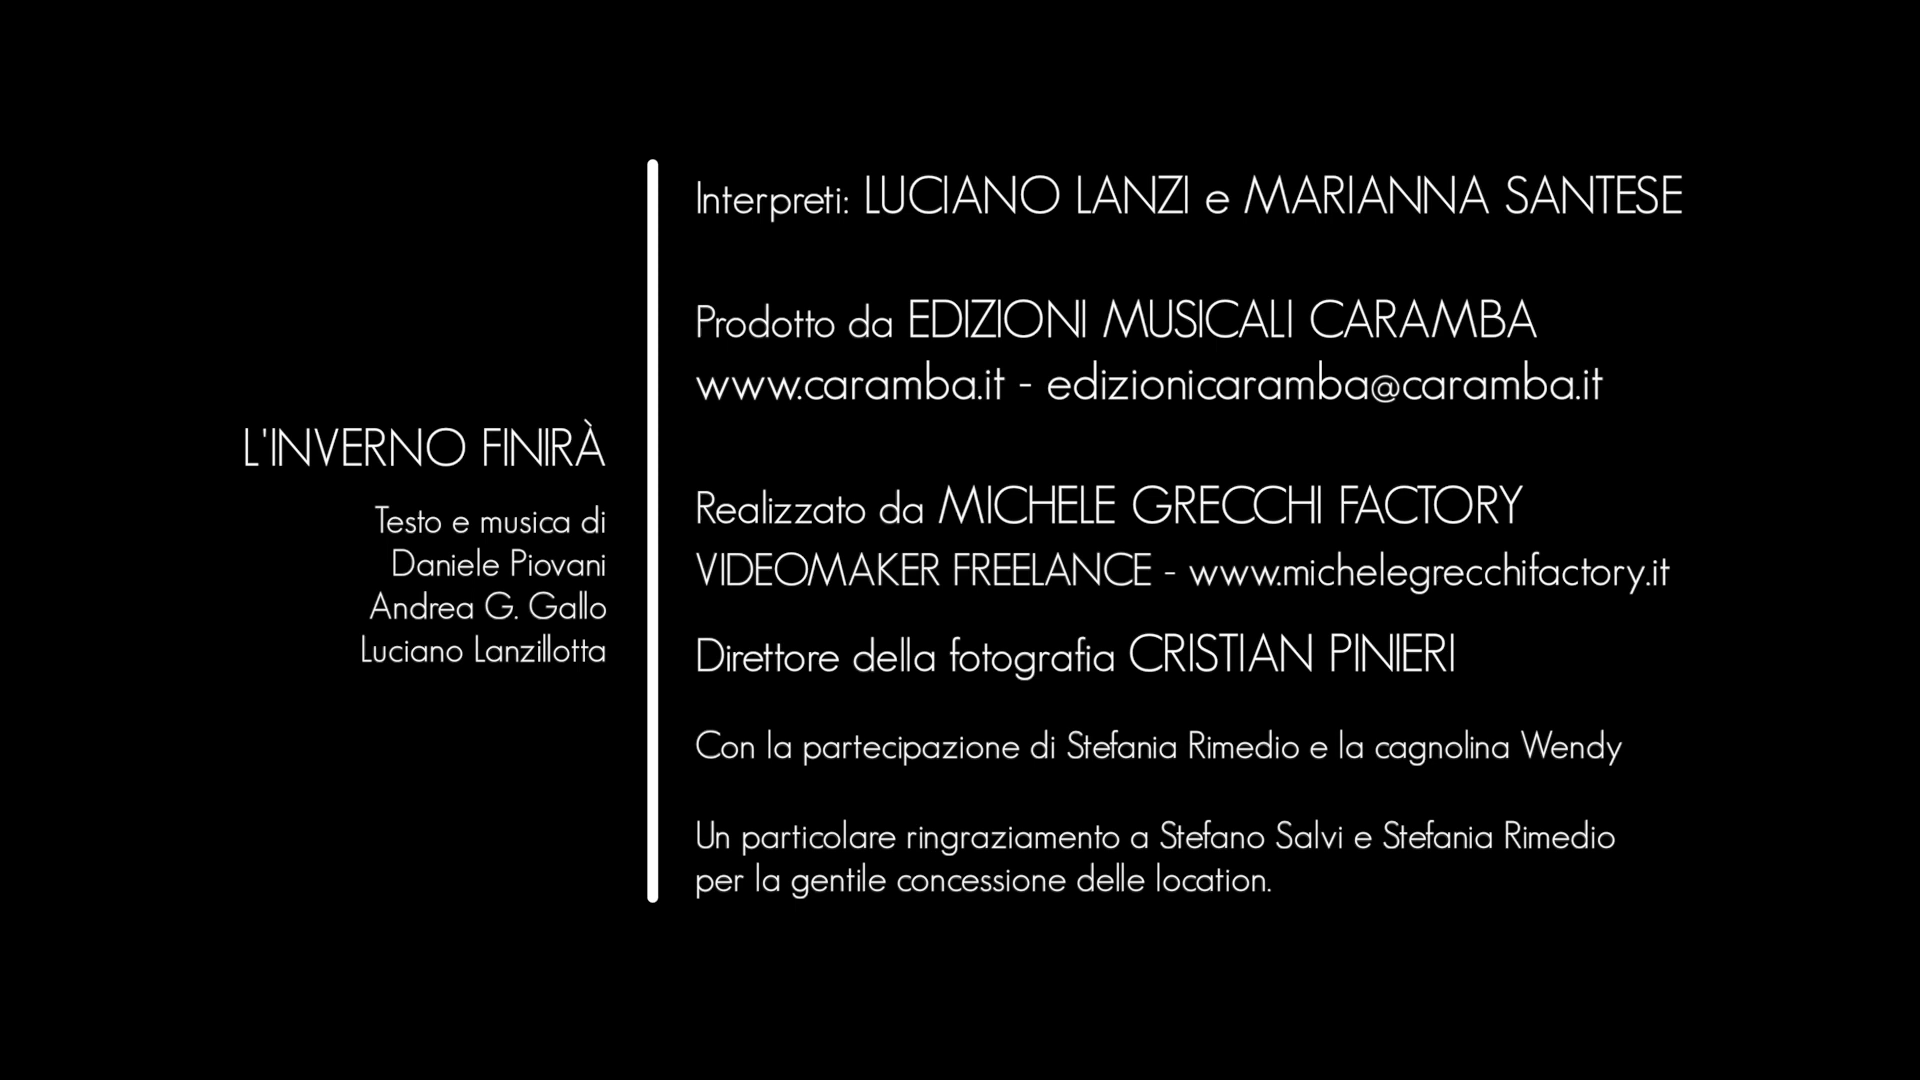 L'INVERNO FINIRÀ
Testo e musica di
Daniele Piovani
Andrea G. Gallo
Luciano Lanzillotta
Interpreti: LUCIANO LANZI e MARIANNA SANTESE
Prodotto da EDIZIONI MUSICALI CARAMBA
www.caramba.it - edizionicaramba@caramba.it
Realizzato da MICHELE GRECCHI FACTORY
VIDEOMAKER FREELANCE - www.michelegrecchifactory.it
Direttore della fotografia CRISTIAN PINIERI
Con la partecipazione di Stefania Rimedio e la cagnolina Wendy
Un particolare ringraziamento a Stefano Salvi e Stefania Rimedio
per la gentile concessione delle location.